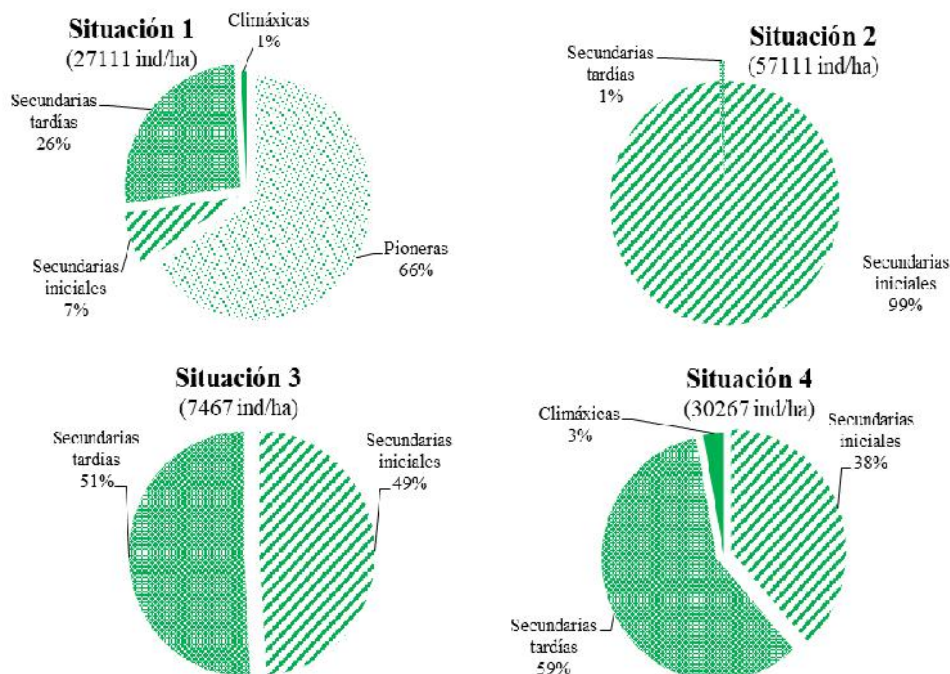 Situación 1
(27111 ind/ha)
Climáxicas
1%
Secundarias
tardías
26%
Secundarias
iniciales
7%
Pioneras
66%
Situación 2
(57111 ind/ha)
Secundarias
tardías
1%
Secundarias
iniciales
99%
Situación 3
(7467 ind/ha)
Secundarias
tardías
51%
Secundarias
iniciales
49%
Situación 4
(30267 ind/ha)
Climáxicas
3%
Secundarias
iniciales
38%
Secundarias
tardías
59%